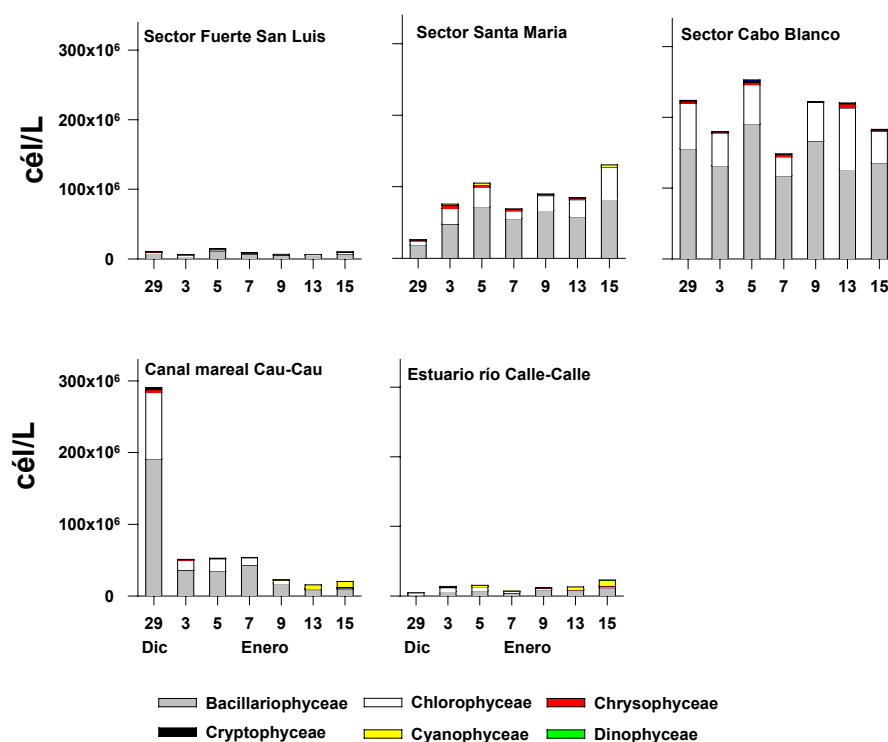 Sector Fuerte San Luis
Sector Santa Maria
Sector Cabo Blanco
cél/L
300x10⁶
200x10⁶
100x10⁶
0
29 3 5 7 9 13 15
29 3 5 7 9 13 15
29 3 5 7 9 13 15
Canal mareal Cau-Cau
Estuario río Calle-Calle
cél/L
300x10⁶
200x10⁶
100x10⁶
0
29 3 5 7 9 13 15
29 3 5 7 9 13 15
Dic Enero
Dic Enero
Bacillariophyceae Chlorophyceae Chrysophyceae
Cryptophyceae Cyanophyceae Dinophyceae